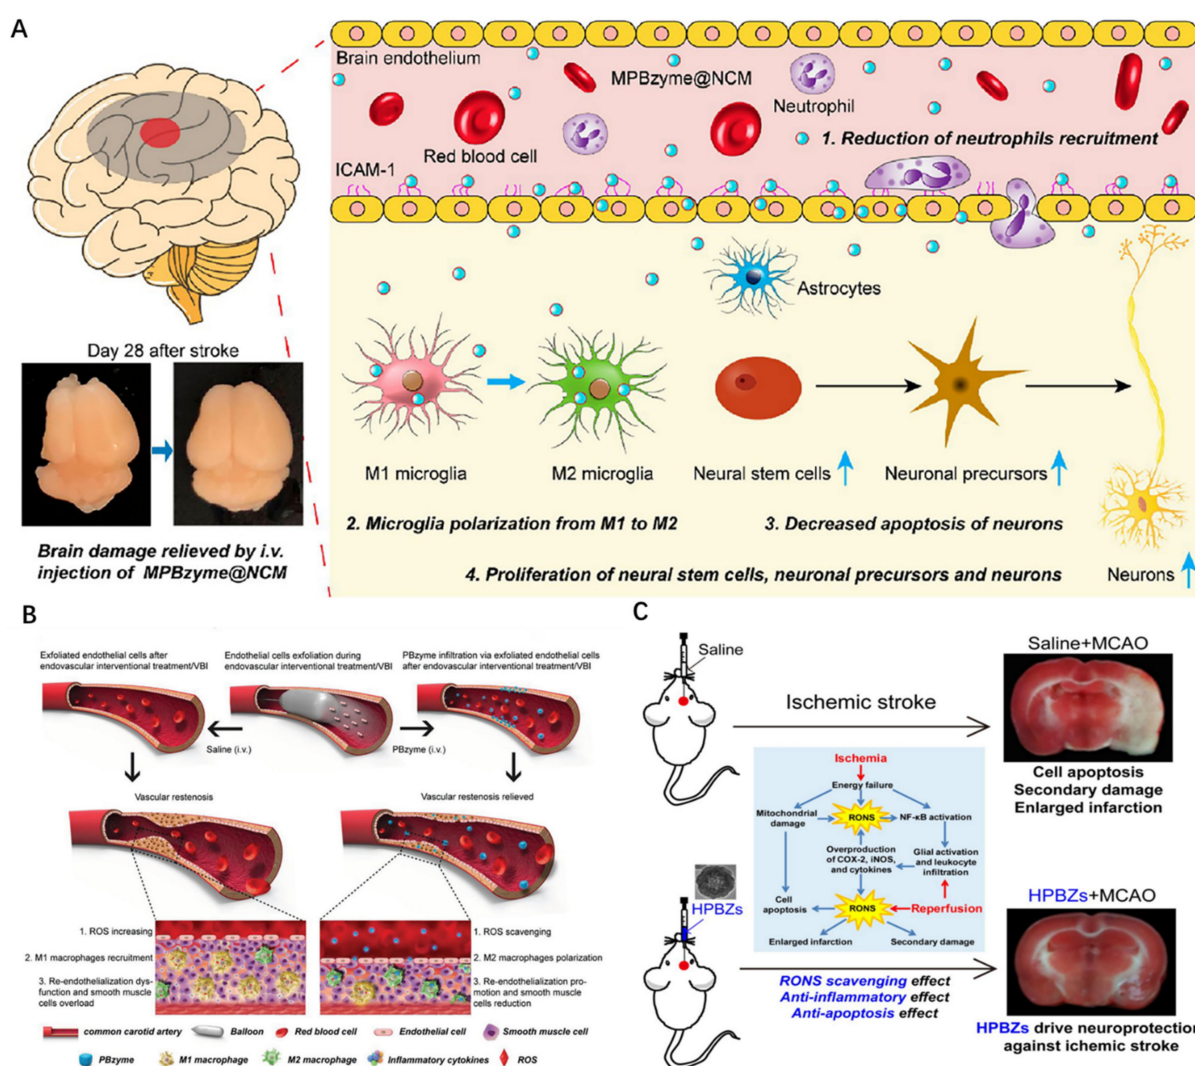 A
Brain endothelium
MPBzyme@NCM
Neutrophil
1. Reduction of neutrophils recruitment
Red blood cell
ICAM-1
Astrocytes
Day 28 after stroke
M1 microglia
M2 microglia
Neural stem cells
Neuronal precursors
2. Microglia polarization from M1 to M2
3. Decreased apoptosis of neurons
Brain damage relieved by i.v.
injection of MPBzyme@NCM
4. Proliferation of neural stem cells, neuronal precursors and neurons
Neurons
B
Exfoliated endothelial cells after
endovascular interventional treatment/VBI
Endothelial cells exfoliation during
endovascular interventional treatment/VBI
PBzyme infiltration via exfoliated endothelial cells
after endovascular interventional treatment/VBI
Saline (i.v.)
PBzyme (i.v.)
Vascular restenosis
Vascular restenosis relieved
1. ROS increasing
2. M1 macrophages recruitment
3. Re-endothelialization dys-
function and smooth muscle
cells overload
1. ROS scavenging
2. M2 macrophages polarization
3. Re-endothelialization pro-
motion and smooth muscle
cells reduction
common carotid artery
Balloon
Red blood cell
Endothelial cell
Smooth muscle cell
PBzyme
M1 macrophage
M2 macrophage
Inflammatory cytokines
ROS
C
Saline
Ischemic stroke
Saline+MCAO
Cell apoptosis
Secondary damage
Enlarged infarction
Ischemia
Energy failure
Mitochondrial
damage
RONS
NF-κB activation
Overproduction
of COX-2, iNOS,
and cytokines
Glial activation
and leukocyte
infiltration
Cell
apoptosis
RONS
Reperfusion
Enlarged infarction
Secondary damage
HPBZs
RONS scavenging effect
Anti-inflammatory effect
Anti-apoptosis effect
HPBZs+MCAO
HPBZs drive neuroprotection
against ichemic stroke